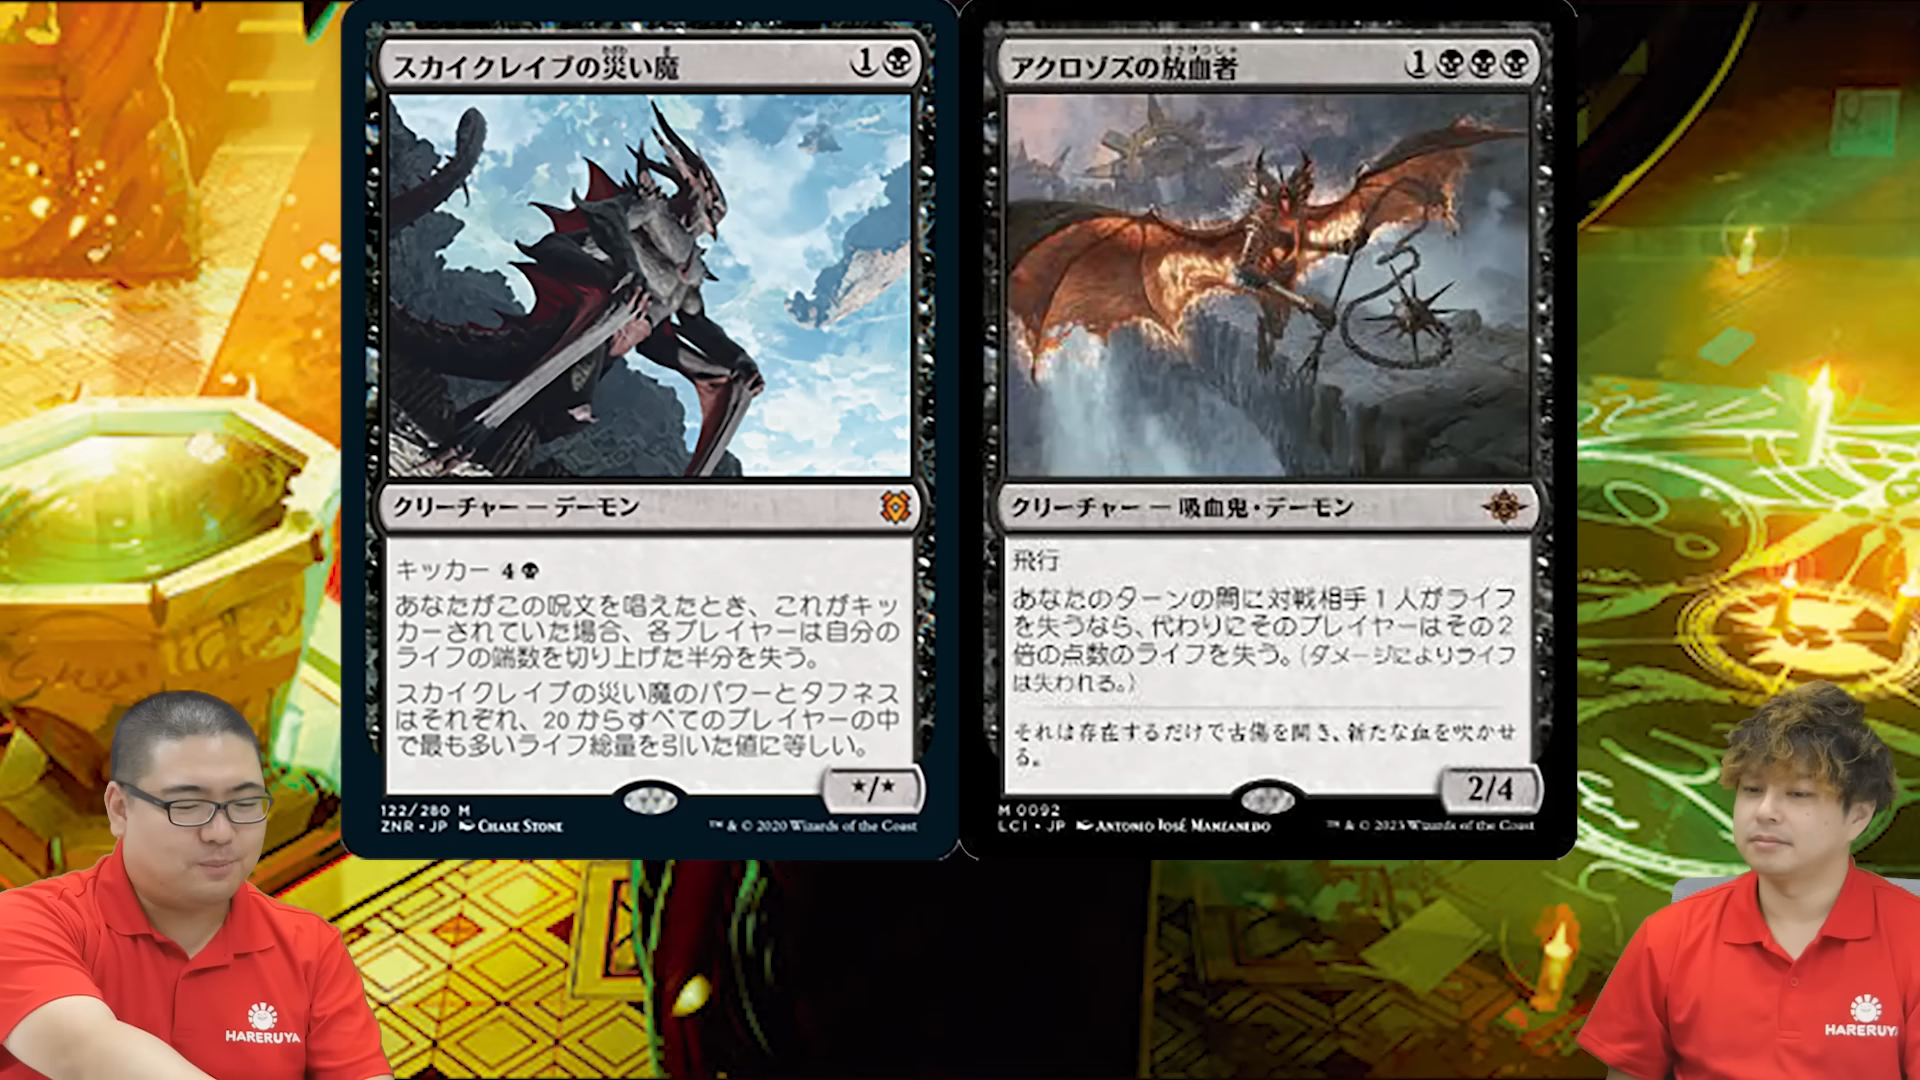 スカイクレイブの災い魔 1
クリーチャー — デーモン
キッカー 4
あなたがこの呪文を唱えたとき、これがキッ
カーされていた場合、各プレイヤーは自分の
ライフの端数を切り上げた半分を失う。
スカイクレイブの災い魔のパワーとタフネス
はそれぞれ、20からすべてのプレイヤーの中
で最も多いライフ総量を引いた値に等しい。
★/★
122/280 M
ZNR • JP CHASE STONE
™ & © 2020 Wizards of the Coast
アクロゾズの放血者 1
クリーチャー — 吸血鬼・デーモン
飛行
あなたのターンの間に対戦相手1人がライフ
を失うなら、代わりにそのプレイヤーはその2
倍の点数のライフを失う。(ダメージによりライフ
は失われる。)
それは存在するだけで古傷を開き、新たな血を吹かせ
る。
2/4
M 0092
LCI • JP ANTONIO JOSÉ MANZANEDO
™ & © 2023 Wizards of the Coast
HARERUYA
HARERUYA